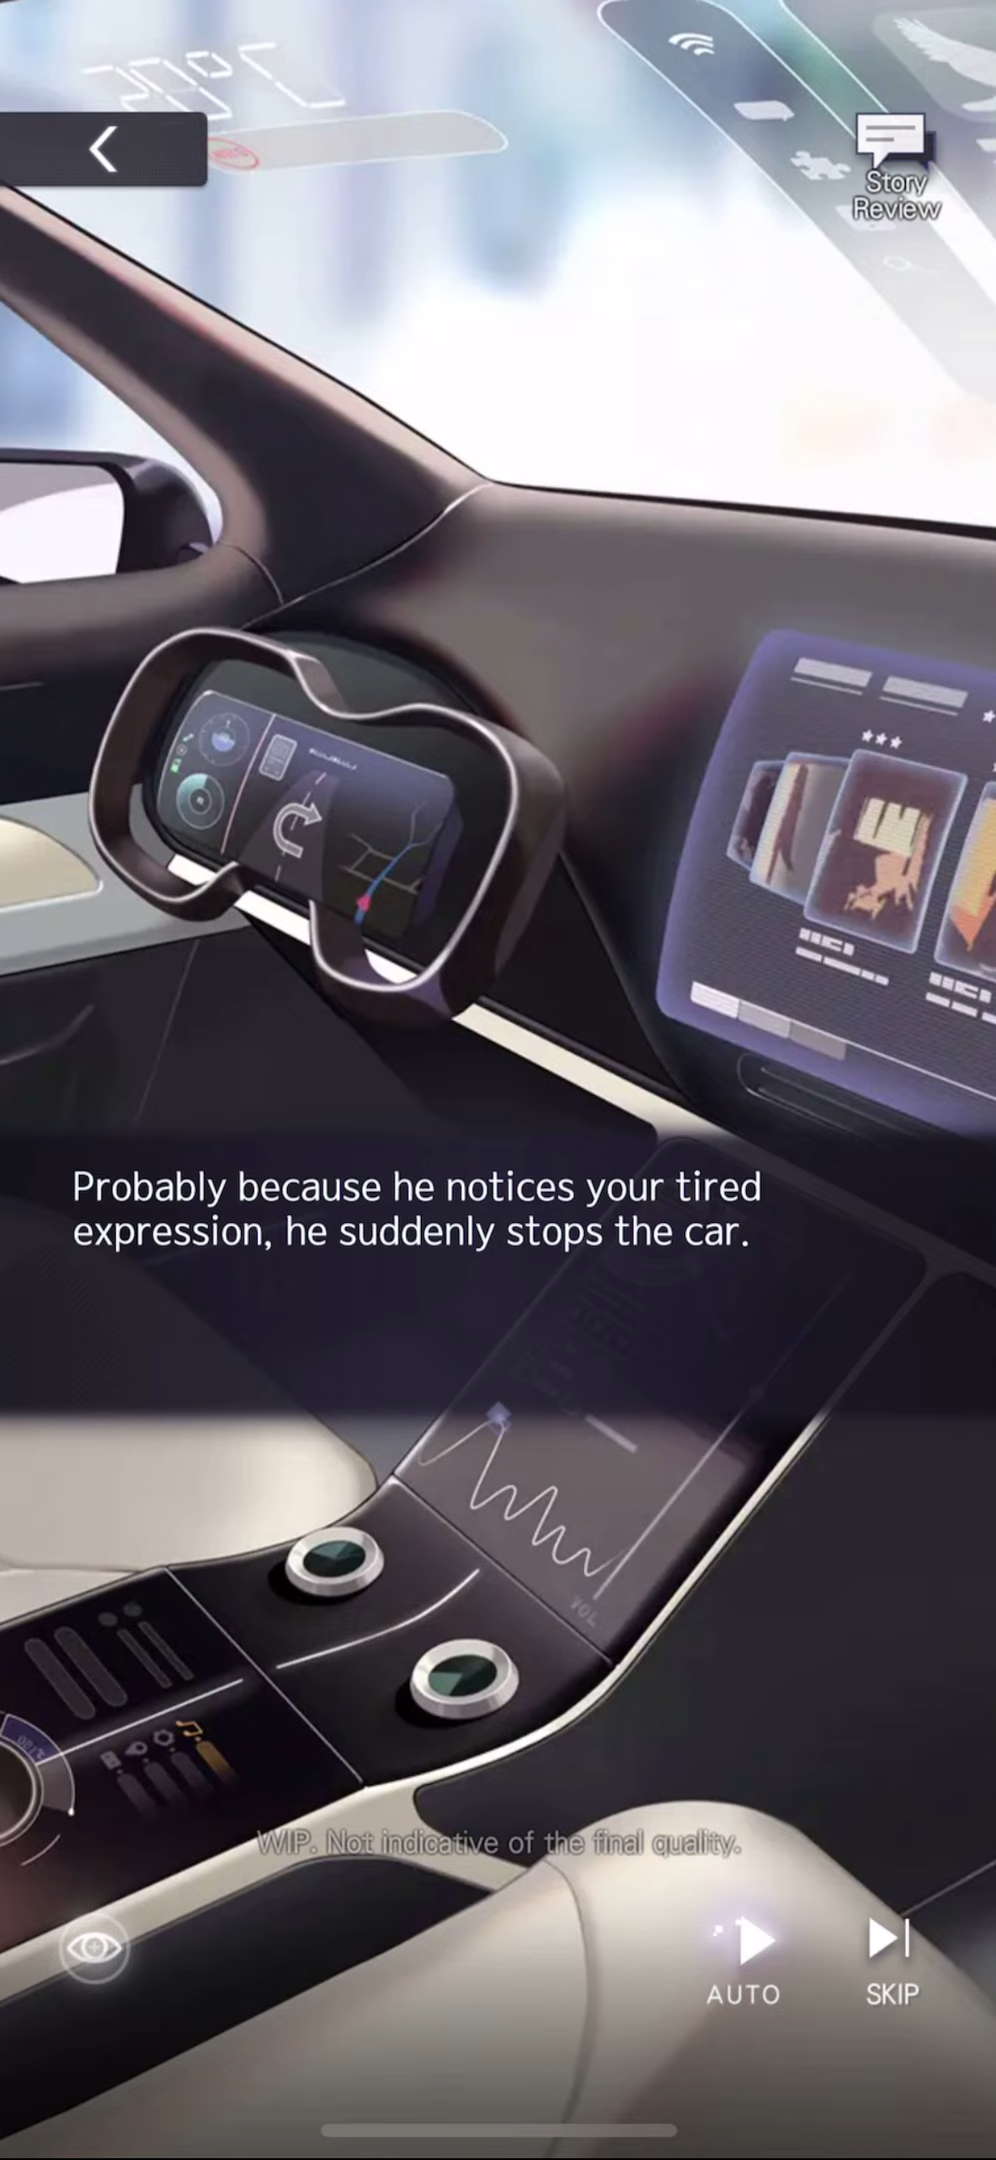 Story
Review
Probably because he notices your tired
expression, he suddenly stops the car.
VOL
WIP. Not indicative of the final quality.
AUTO
SKIP